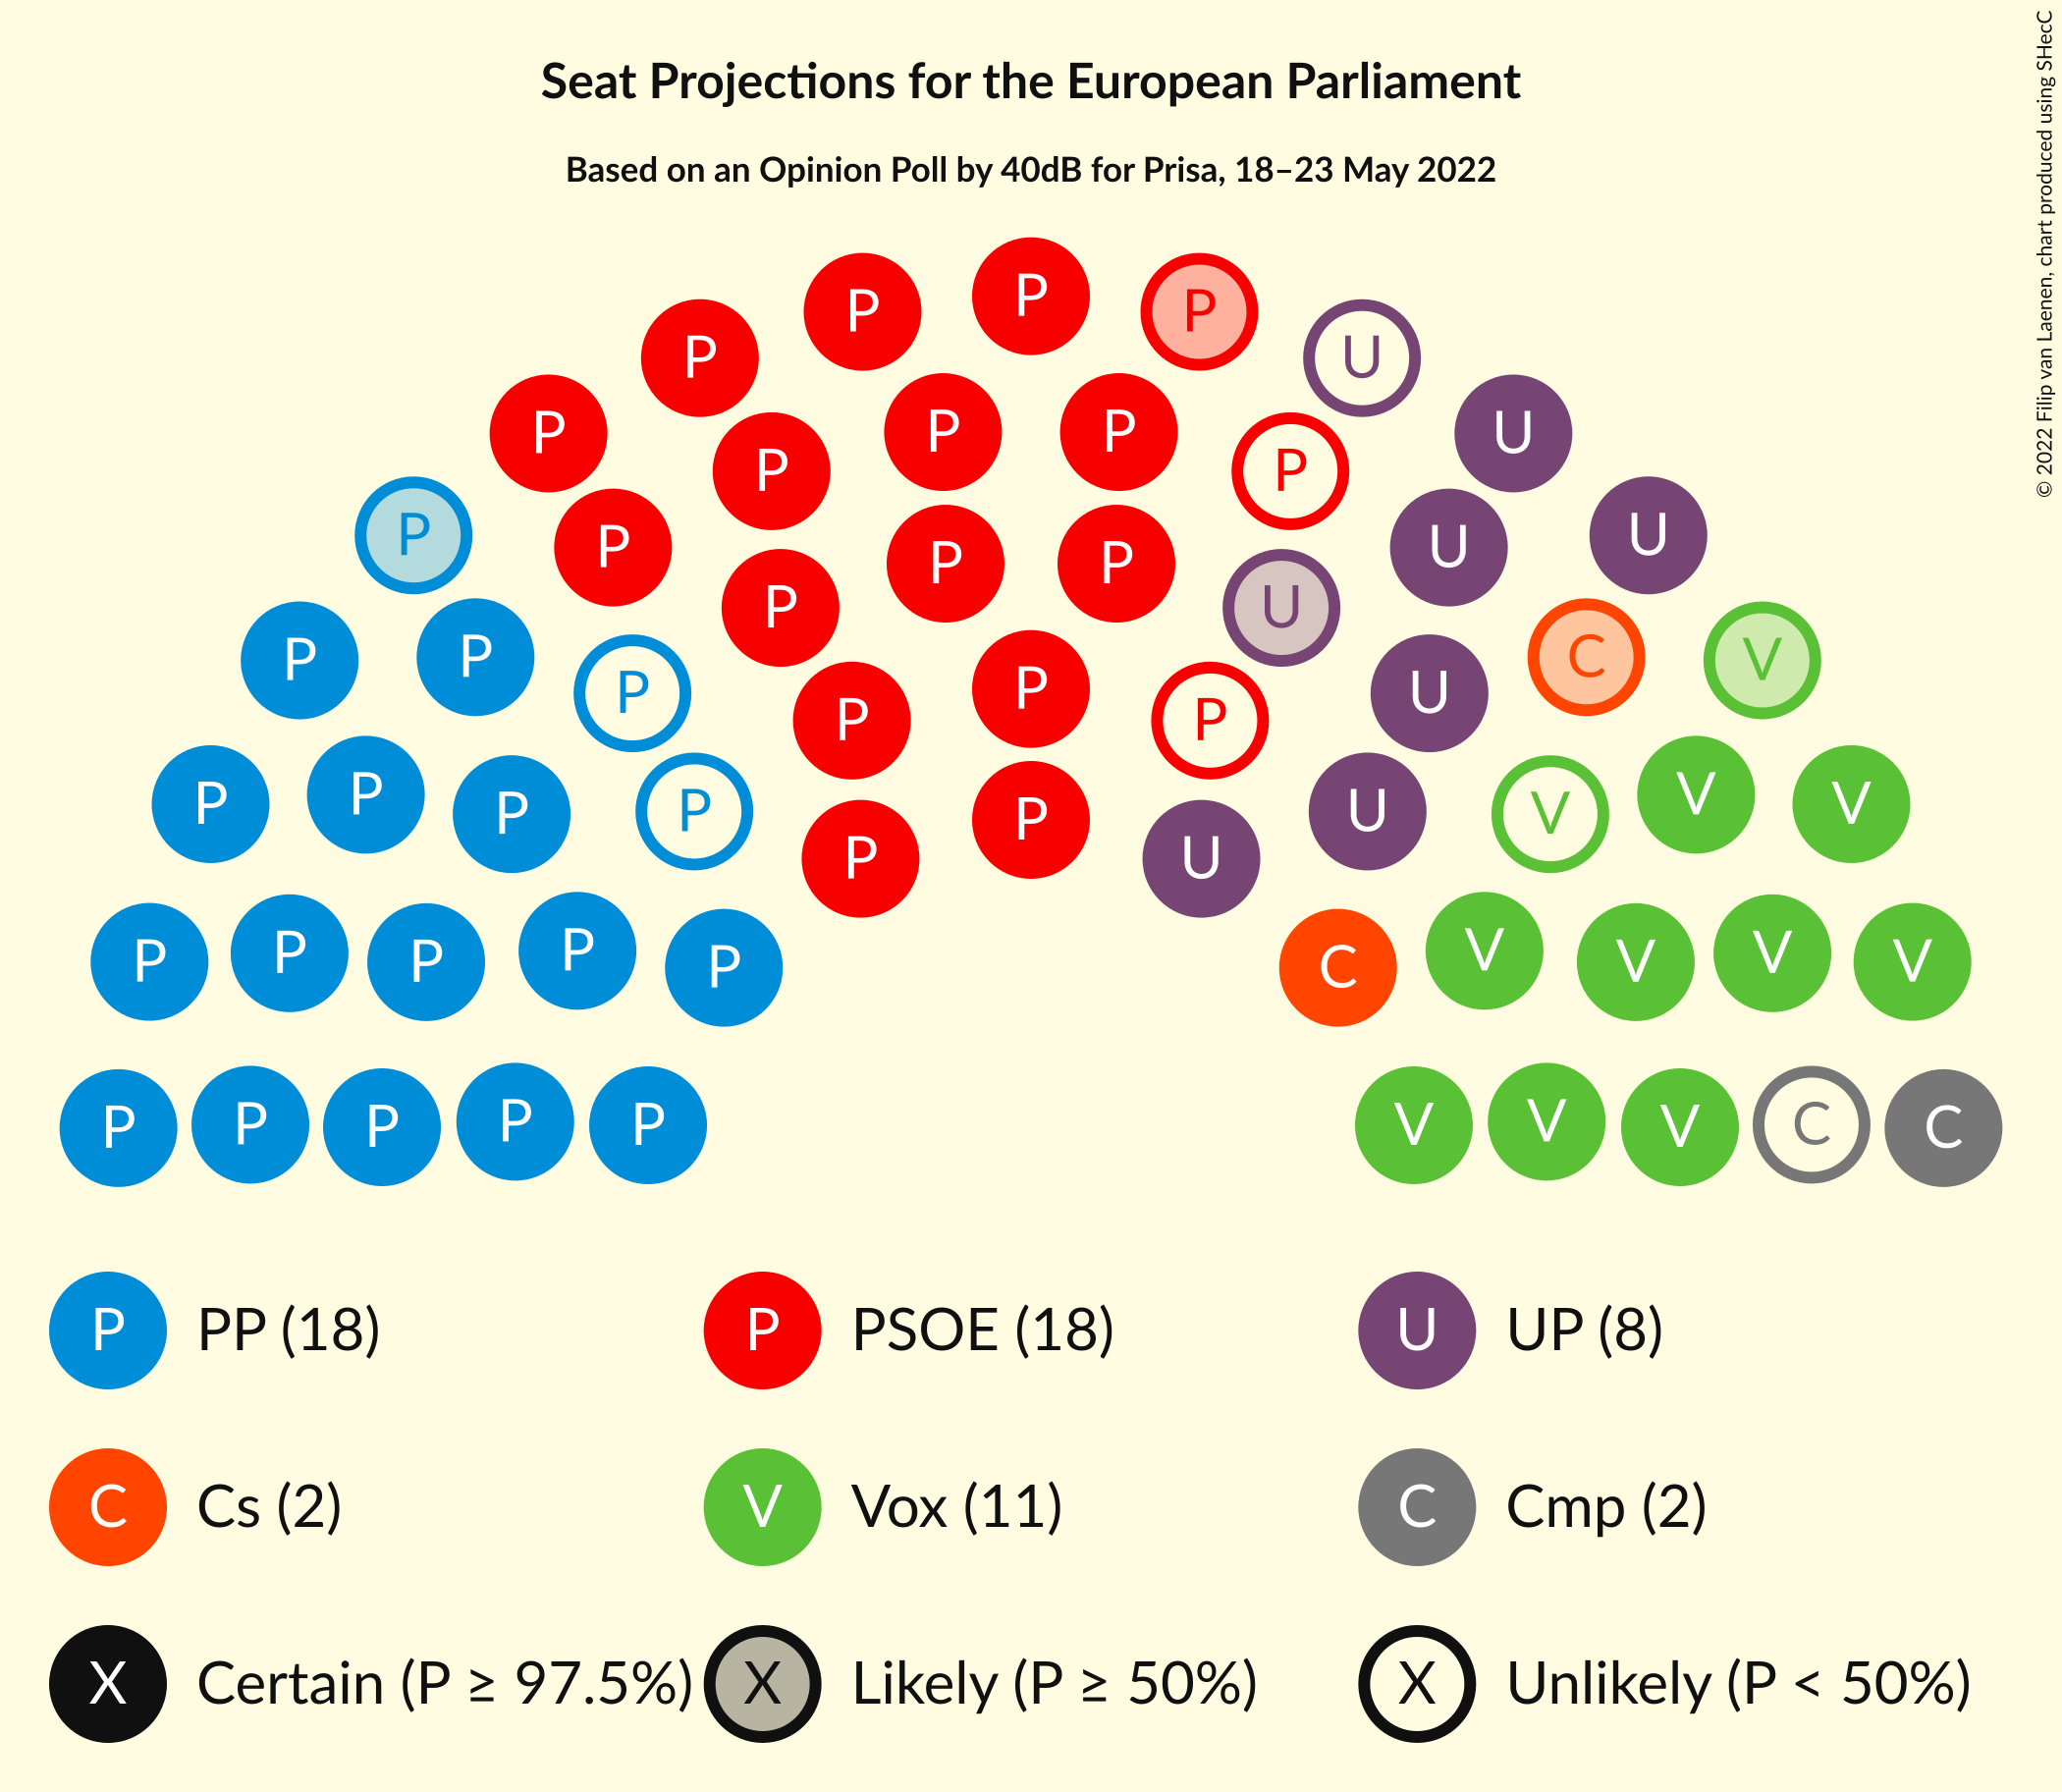 Seat Projections for the European Parliament
Based on an Opinion Poll by 40dB for Prisa, 18–23 May 2022
© 2022 Filip van Laenen, chart produced using SHecC
P
P P
P P U
P P P U
P P
P U
P P U U
P P
P U
P P C V
P U
P P P
P P
P P P U V V V
P P U
P P P P P C V V V V
P P P P P V V V C C
P PP (18) P PSOE (18) U UP (8)
C Cs (2) V Vox (11) C Cmp (2)
X Certain (P ≥ 97.5%) X Likely (P ≥ 50%) X Unlikely (P < 50%)